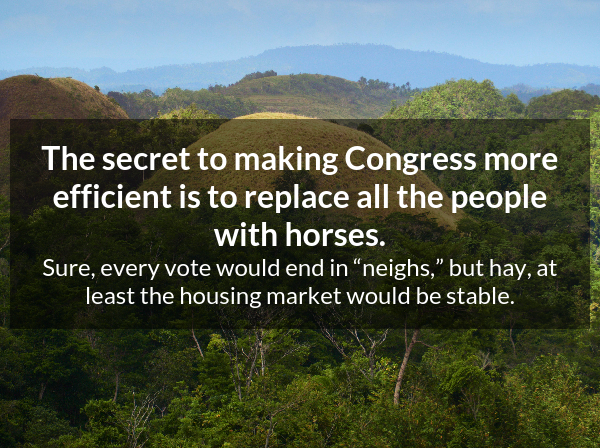 The secret to making Congress more
efficient is to replace all the people
with horses.
Sure, every vote would end in “neighs,” but hay, at
least the housing market would be stable.